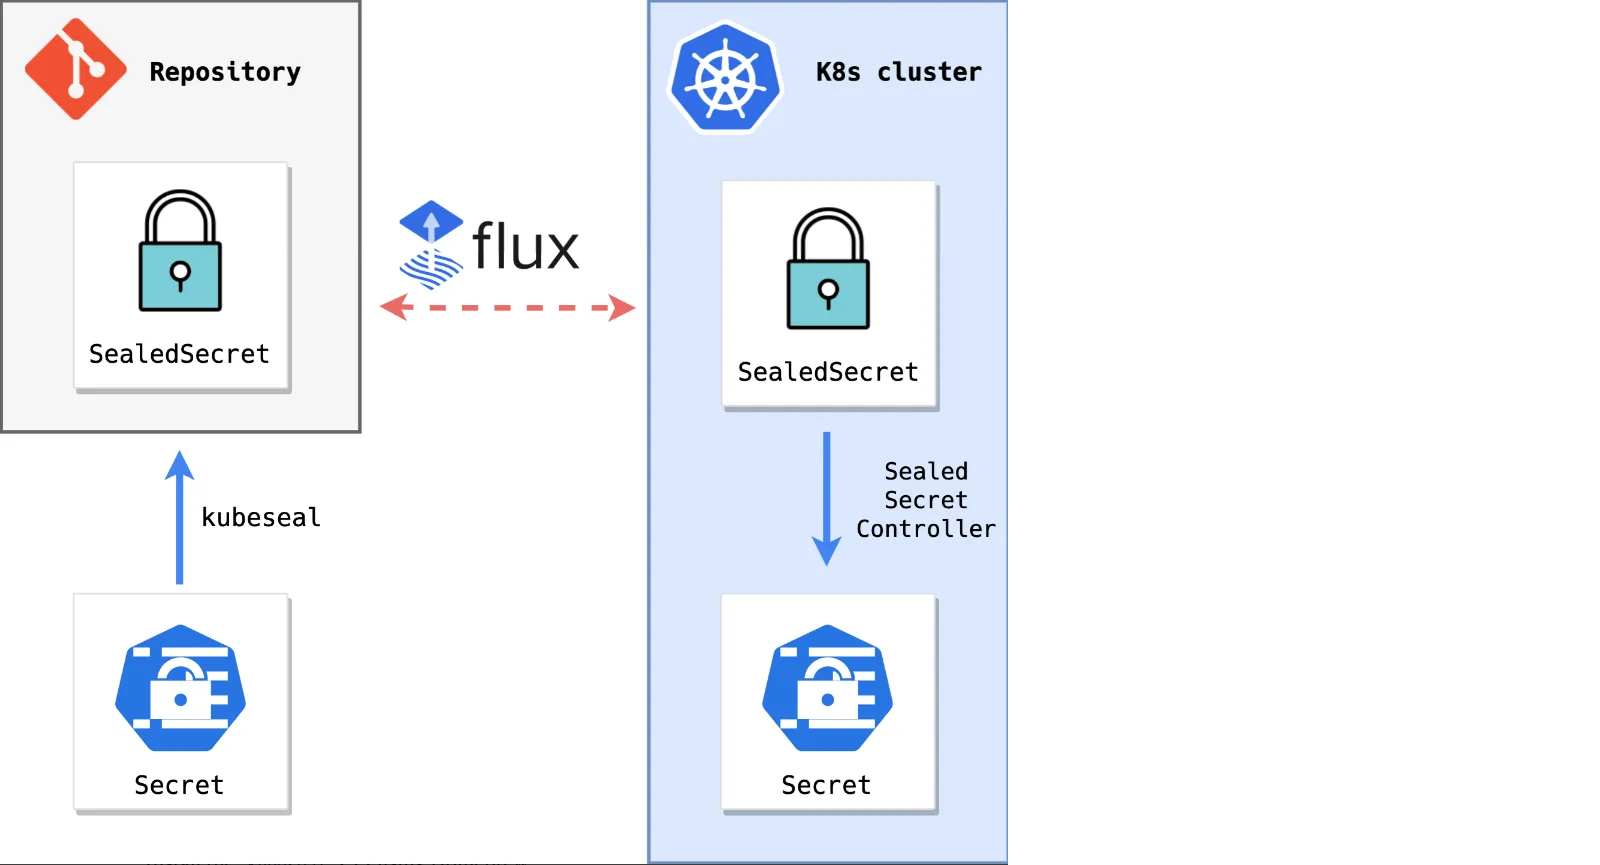 Repository
SealedSecret
kubeseal
Secret
flux
K8s cluster
SealedSecret
Sealed
Secret
Controller
Secret